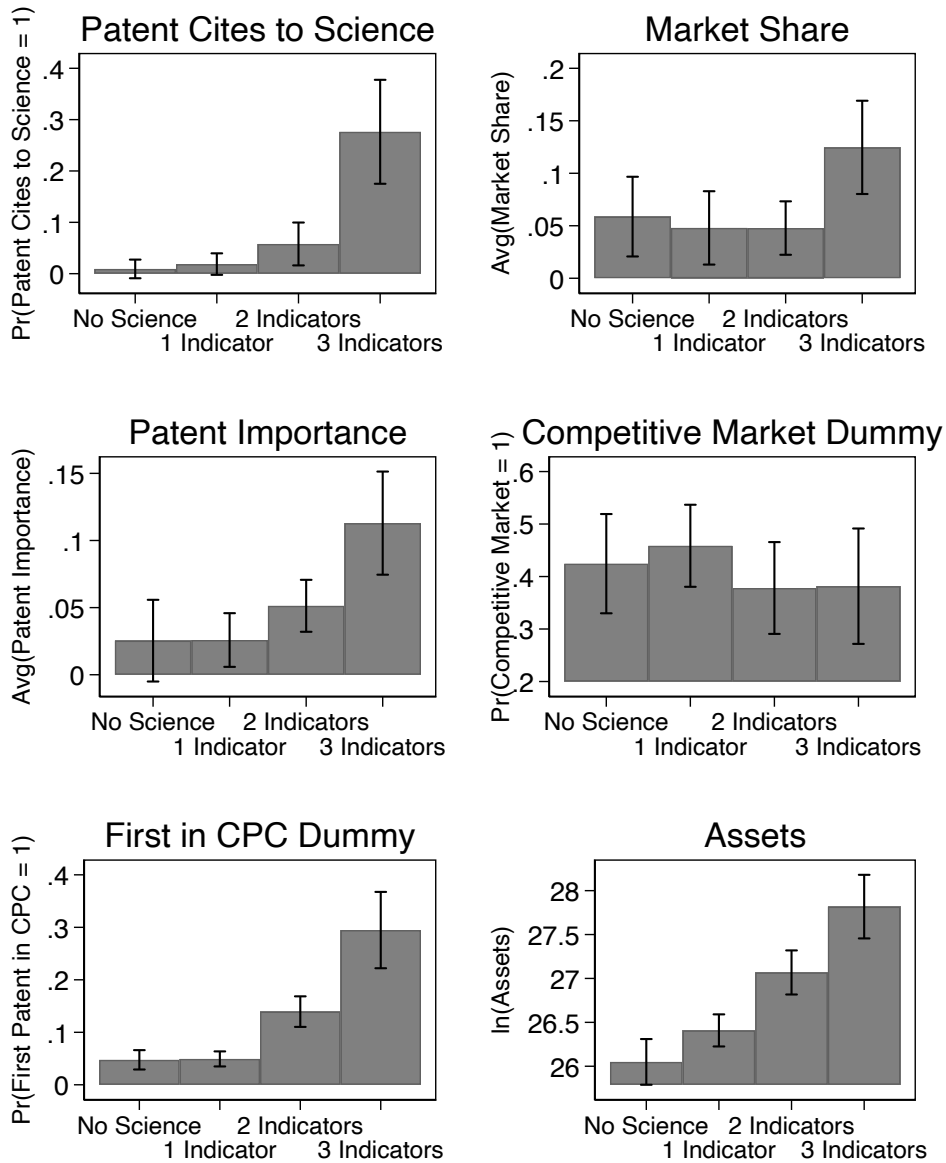 Patent Cites to Science
Pr(Patent Cites to Science = 1)
.4
.3
.2
.1
0
No Science
1 Indicator
2 Indicators
3 Indicators
Market Share
Avg(Market Share)
.2
.15
.1
.05
0
No Science
1 Indicator
2 Indicators
3 Indicators
Patent Importance
Avg(Patent Importance)
.15
.1
.05
0
No Science
1 Indicator
2 Indicators
3 Indicators
Competitive Market Dummy
Pr(Competitive Market = 1)
.6
.5
.4
.3
.2
No Science
1 Indicator
2 Indicators
3 Indicators
First in CPC Dummy
Pr(First Patent in CPC = 1)
.4
.3
.2
.1
0
No Science
1 Indicator
2 Indicators
3 Indicators
Assets
ln(Assets)
28
27.5
27
26.5
26
No Science
1 Indicator
2 Indicators
3 Indicators